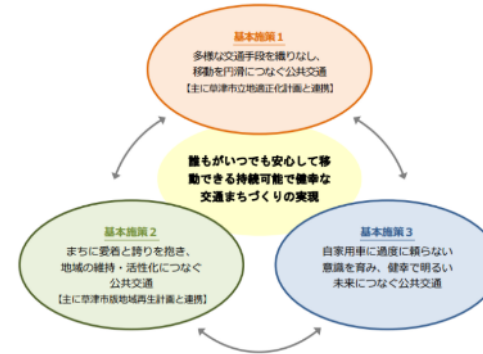 基本施策1
多様な交通手段を織りなし、
移動を円滑につなぐ公共交通
【主に草津市立地適正化計画と連携】
誰もがいつでも安心して移
動できる持続可能で健幸な
交通まちづくりの実現
基本施策2
まちに愛着と誇りを抱き、
地域の維持・活性化につなぐ
公共交通
【主に草津市版地域再生計画と連携】
基本施策3
自家用車に過度に頼らない
意識を育み、健幸で明るい
未来につなぐ公共交通